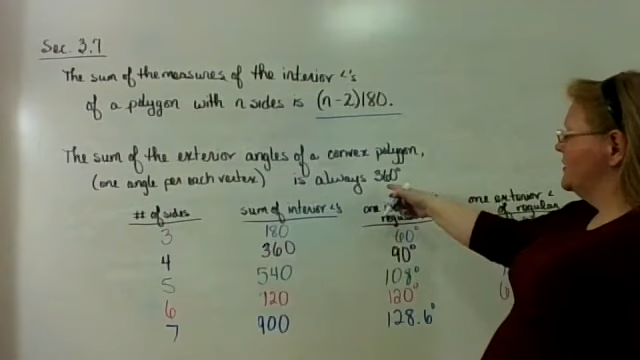 Sec. 3.7
The sum of the measures of the interior <'s
of a polygon with n sides is (n-2)180.
The sum of the exterior angles of a convex polygon,
(one angle per each vertex) is always 360°
# of sides sum of interior <'s one regular one exterior < of regular
3 180 60°
4 360 90°
5 540 108°
6 720 120°
7 900 128.6°